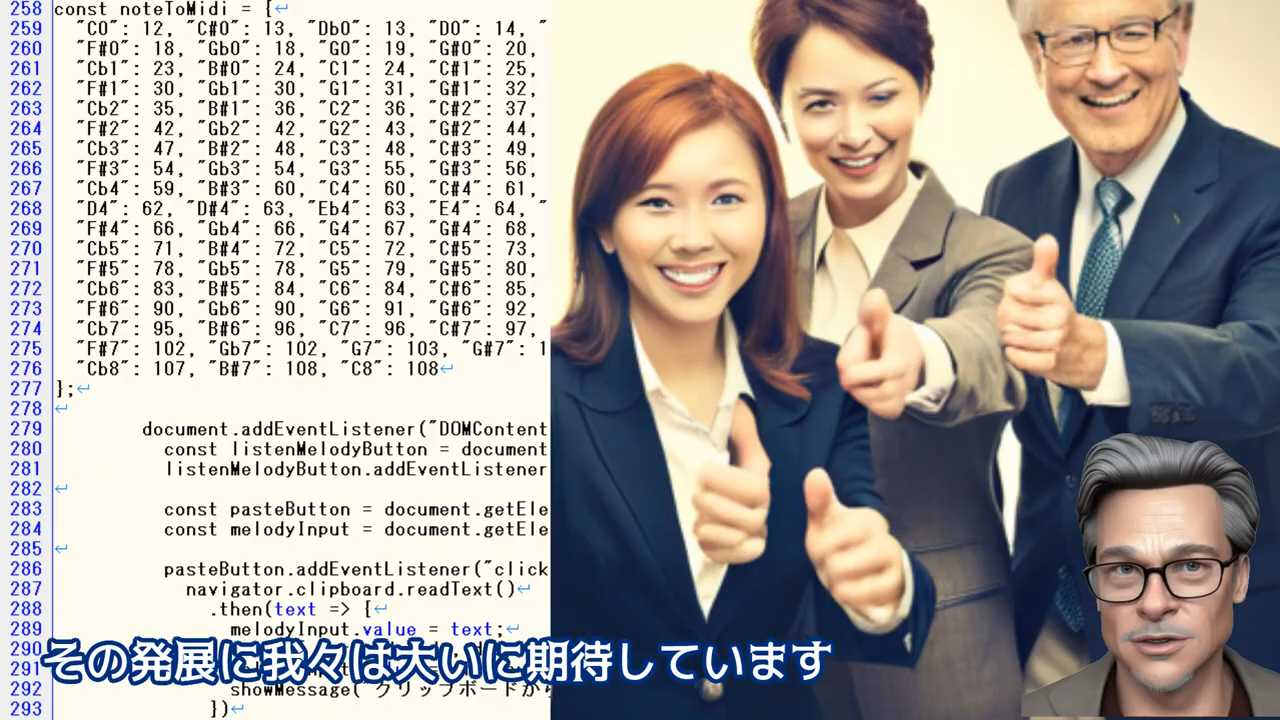 258 const noteToMidi = {
259 "C0": 12, "C#0": 13, "Db0": 13, "D0": 14, "
260 "F#0": 18, "Gb0": 18, "G0": 19, "G#0": 20,
261 "Cb1": 23, "B#0": 24, "C1": 24, "C#1": 25,
262 "F#1": 30, "Gb1": 30, "G1": 31, "G#1": 32,
263 "Cb2": 35, "B#1": 36, "C2": 36, "C#2": 37,
264 "F#2": 42, "Gb2": 42, "G2": 43, "G#2": 44,
265 "Cb3": 47, "B#2": 48, "C3": 48, "C#3": 49,
266 "F#3": 54, "Gb3": 54, "G3": 55, "G#3": 56,
267 "Cb4": 59, "B#3": 60, "C4": 60, "C#4": 61,
268 "D4": 62, "D#4": 63, "Eb4": 63, "E4": 64, "
269 "F#4": 66, "Gb4": 66, "G4": 67, "G#4": 68,
270 "Cb5": 71, "B#4": 72, "C5": 72, "C#5": 73,
271 "F#5": 78, "Gb5": 78, "G5": 79, "G#5": 80,
272 "Cb6": 83, "B#5": 84, "C6": 84, "C#6": 85,
273 "F#6": 90, "Gb6": 90, "G6": 91, "G#6": 92,
274 "Cb7": 95, "B#6": 96, "C7": 96, "C#7": 97,
275 "F#7": 102, "Gb7": 102, "G7": 103, "G#7": 1
276 "Cb8": 107, "B#7": 108, "C8": 108
277 };
278
279 document.addEventListener("DOMContent
280 const listenMelodyButton = document
281 listenMelodyButton.addEventListener
282
283 const pasteButton = document.getEle
284 const melodyInput = document.getEle
285
286 pasteButton.addEventListener("click
287 navigator.clipboard.readText()
288 .then(text => {
289 melodyInput.value = text;
290
291
292 showMessage("クリップボードから
293 })
その発展に我々は大いに期待しています